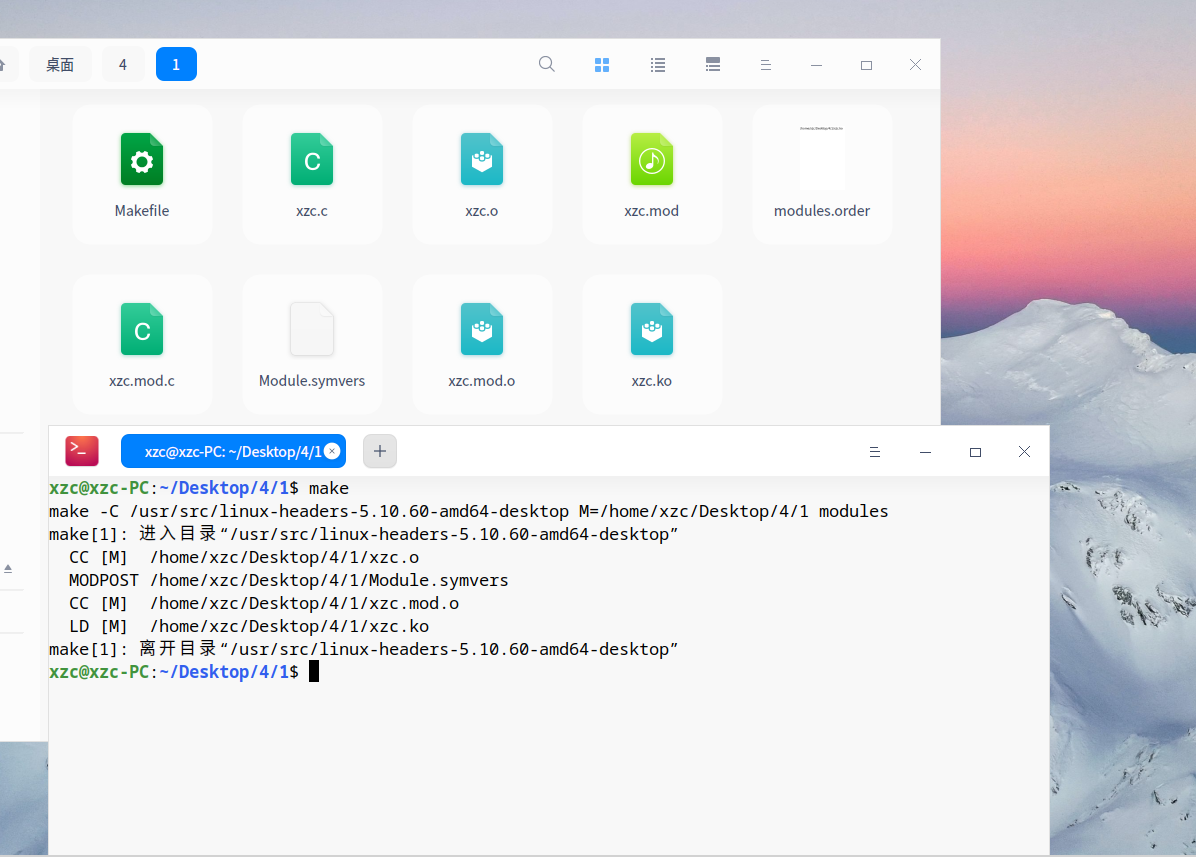 桌面 4 1
Makefile xzc.c xzc.o xzc.mod modules.order
xzc.mod.c Module.symvers xzc.mod.o xzc.ko
xzc@xzc-PC: ~/Desktop/4/1
xzc@xzc-PC:~/Desktop/4/1$ make
make -C /usr/src/linux-headers-5.10.60-amd64-desktop M=/home/xzc/Desktop/4/1 modules
make[1]: 进入目录“/usr/src/linux-headers-5.10.60-amd64-desktop”
  CC [M]  /home/xzc/Desktop/4/1/xzc.o
  MODPOST /home/xzc/Desktop/4/1/Module.symvers
  CC [M]  /home/xzc/Desktop/4/1/xzc.mod.o
  LD [M]  /home/xzc/Desktop/4/1/xzc.ko
make[1]: 离开目录“/usr/src/linux-headers-5.10.60-amd64-desktop”
xzc@xzc-PC:~/Desktop/4/1$